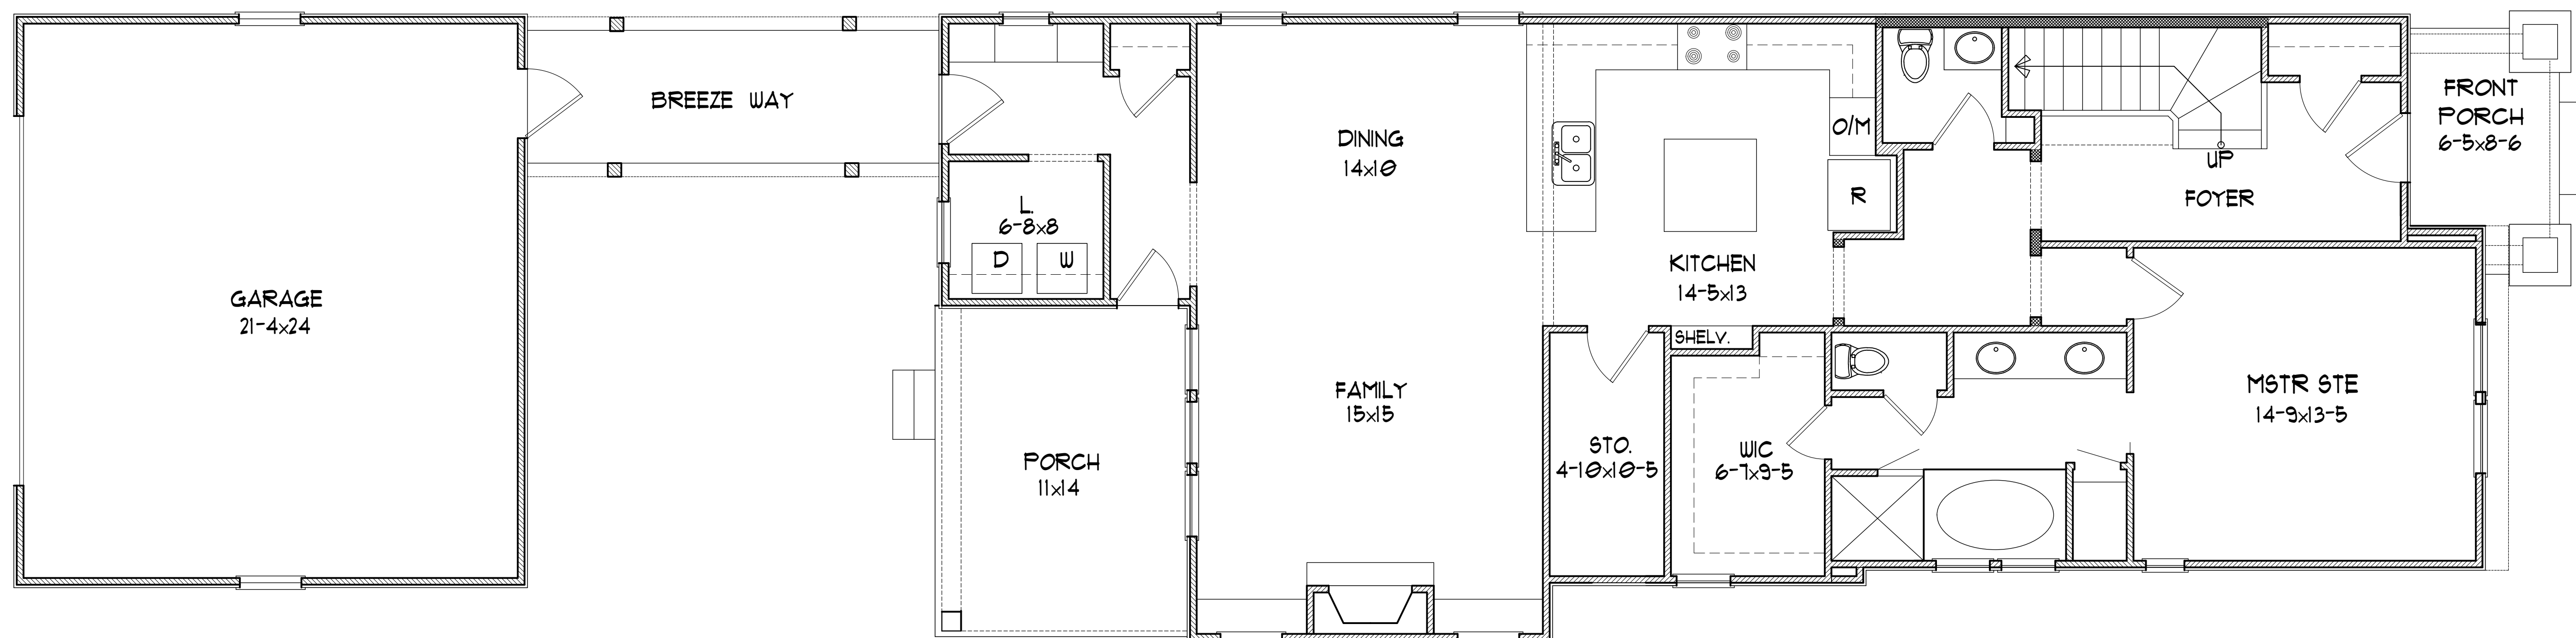 GARAGE
21-4x24
BREEZE WAY
L.
6-8x8
D
W
PORCH
11x14
DINING
14x10
FAMILY
15x15
KITCHEN
14-5x13
O/M
R
SHELV.
STO.
4-10x10-5
WIC
6-7x9-5
UP
FOYER
MSTR STE
14-9x13-5
FRONT
PORCH
6-5x8-6